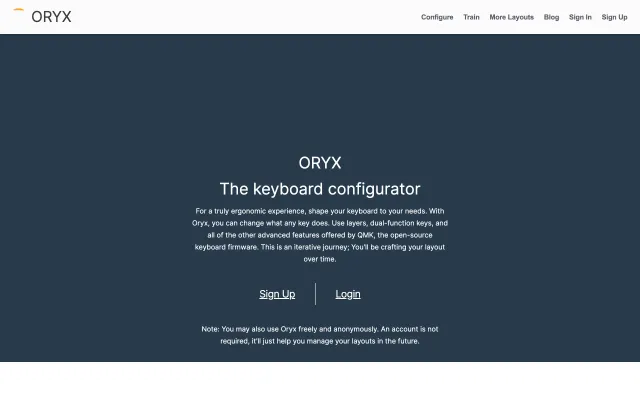 ORYX
Configure Train More Layouts Blog Sign In Sign Up
ORYX
The keyboard configurator
For a truly ergonomic experience, shape your keyboard to your needs. With
Oryx, you can change what any key does. Use layers, dual-function keys, and
all of the other advanced features offered by QMK, the open-source
keyboard firmware. This is an iterative journey; You'll be crafting your layout
over time.
Sign Up Login
Note: You may also use Oryx freely and anonymously. An account is not
required, it'll just help you manage your layouts in the future.